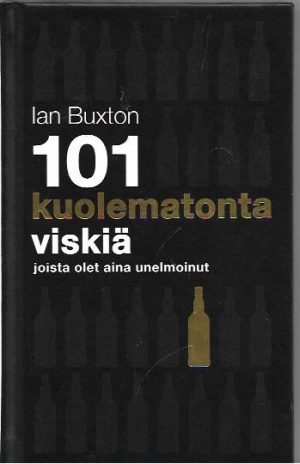 Ian Buxton
101
kuolematonta
viskiä
joista olet aina unelmoinut